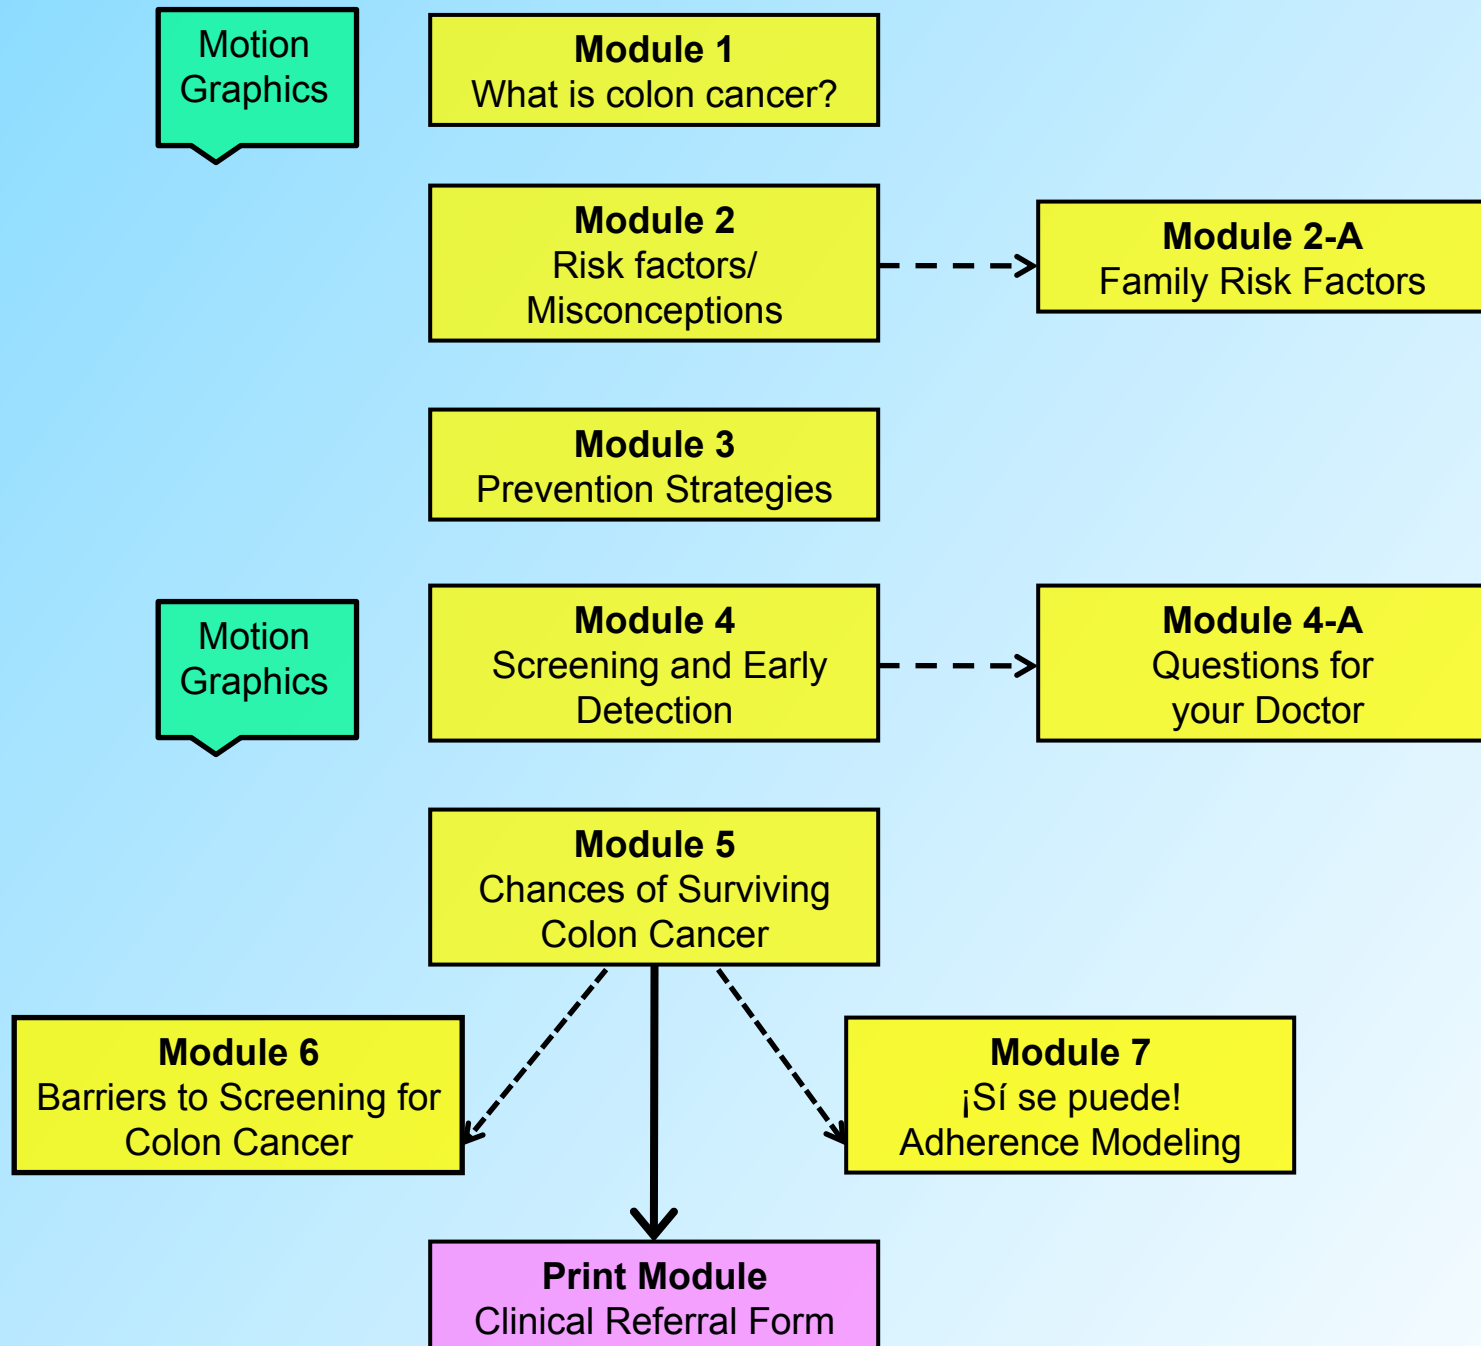 Motion
Graphics
Module 1
What is colon cancer?
Module 2
Risk factors/
Misconceptions
Module 2-A
Family Risk Factors
Module 3
Prevention Strategies
Motion
Graphics
Module 4
Screening and Early
Detection
Module 4-A
Questions for
your Doctor
Module 5
Chances of Surviving
Colon Cancer
Module 6
Barriers to Screening for
Colon Cancer
Module 7
¡Sí se puede!
Adherence Modeling
Print Module
Clinical Referral Form